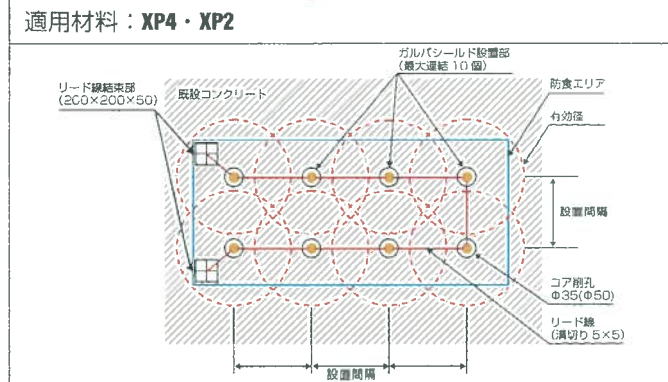 適用材料：XP4・XP2
ガルバシールド設置部
(最大連結10個)
リード線結束部
(200×200×50)
既設コンクリート
防食エリア
有効径
設置間隔
コア削孔
Φ35(Φ50)
リード線
(溝切り5×5)
設置間隔